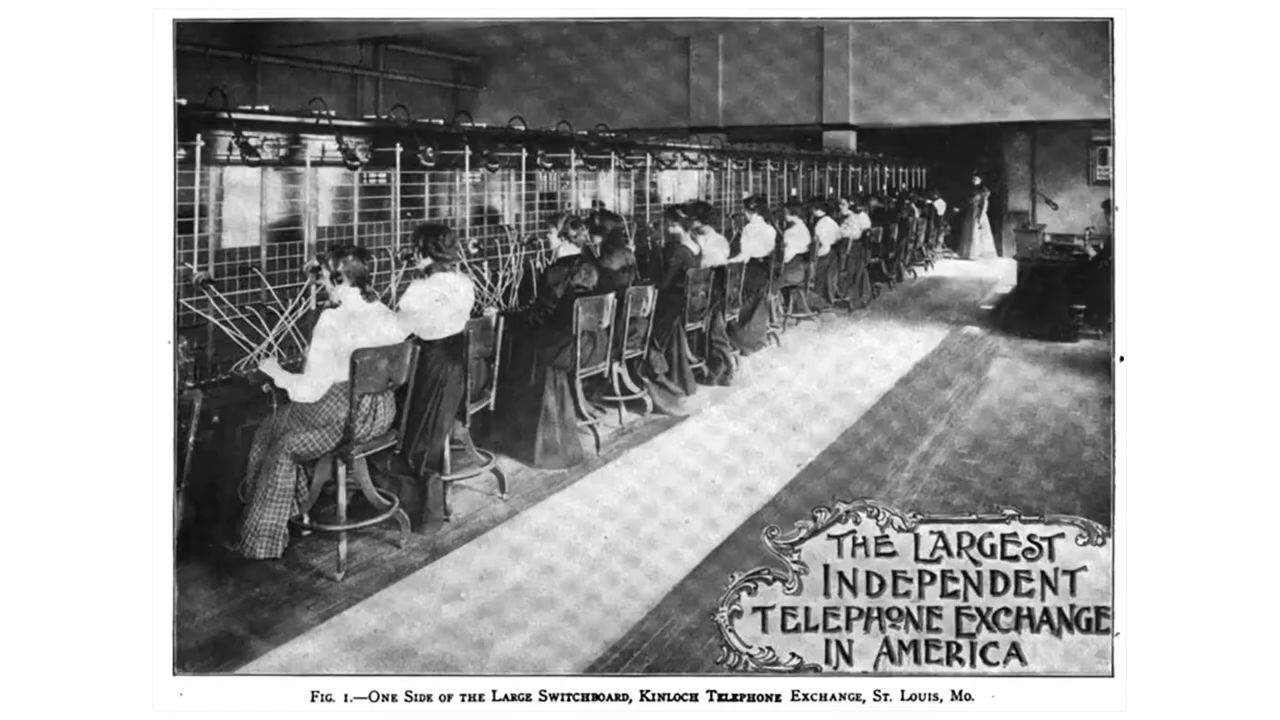 THE LARGEST
INDEPENDENT
TELEPHONE EXCHANGE
IN AMERICA
FIG. 1.—ONE SIDE OF THE LARGE SWITCHBOARD, KINLOCH TELEPHONE EXCHANGE, ST. LOUIS, MO.